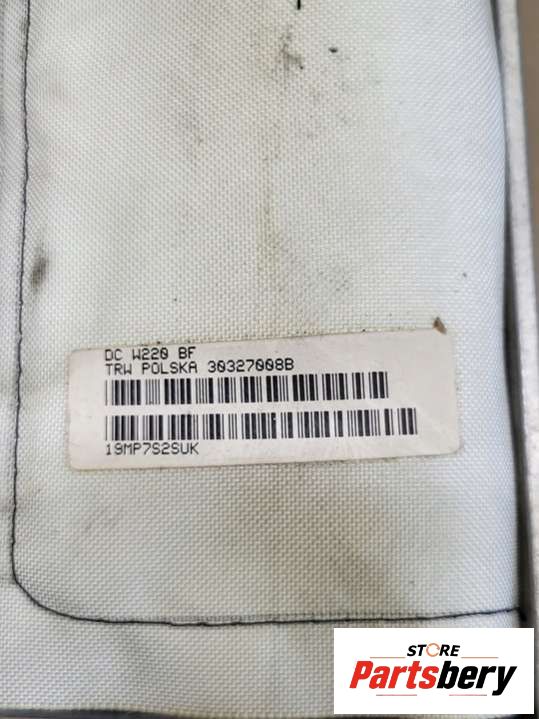 DC W220 BF
TRW POLSKA 30327008B
19MP7S2SUK
STORE
Partsbery